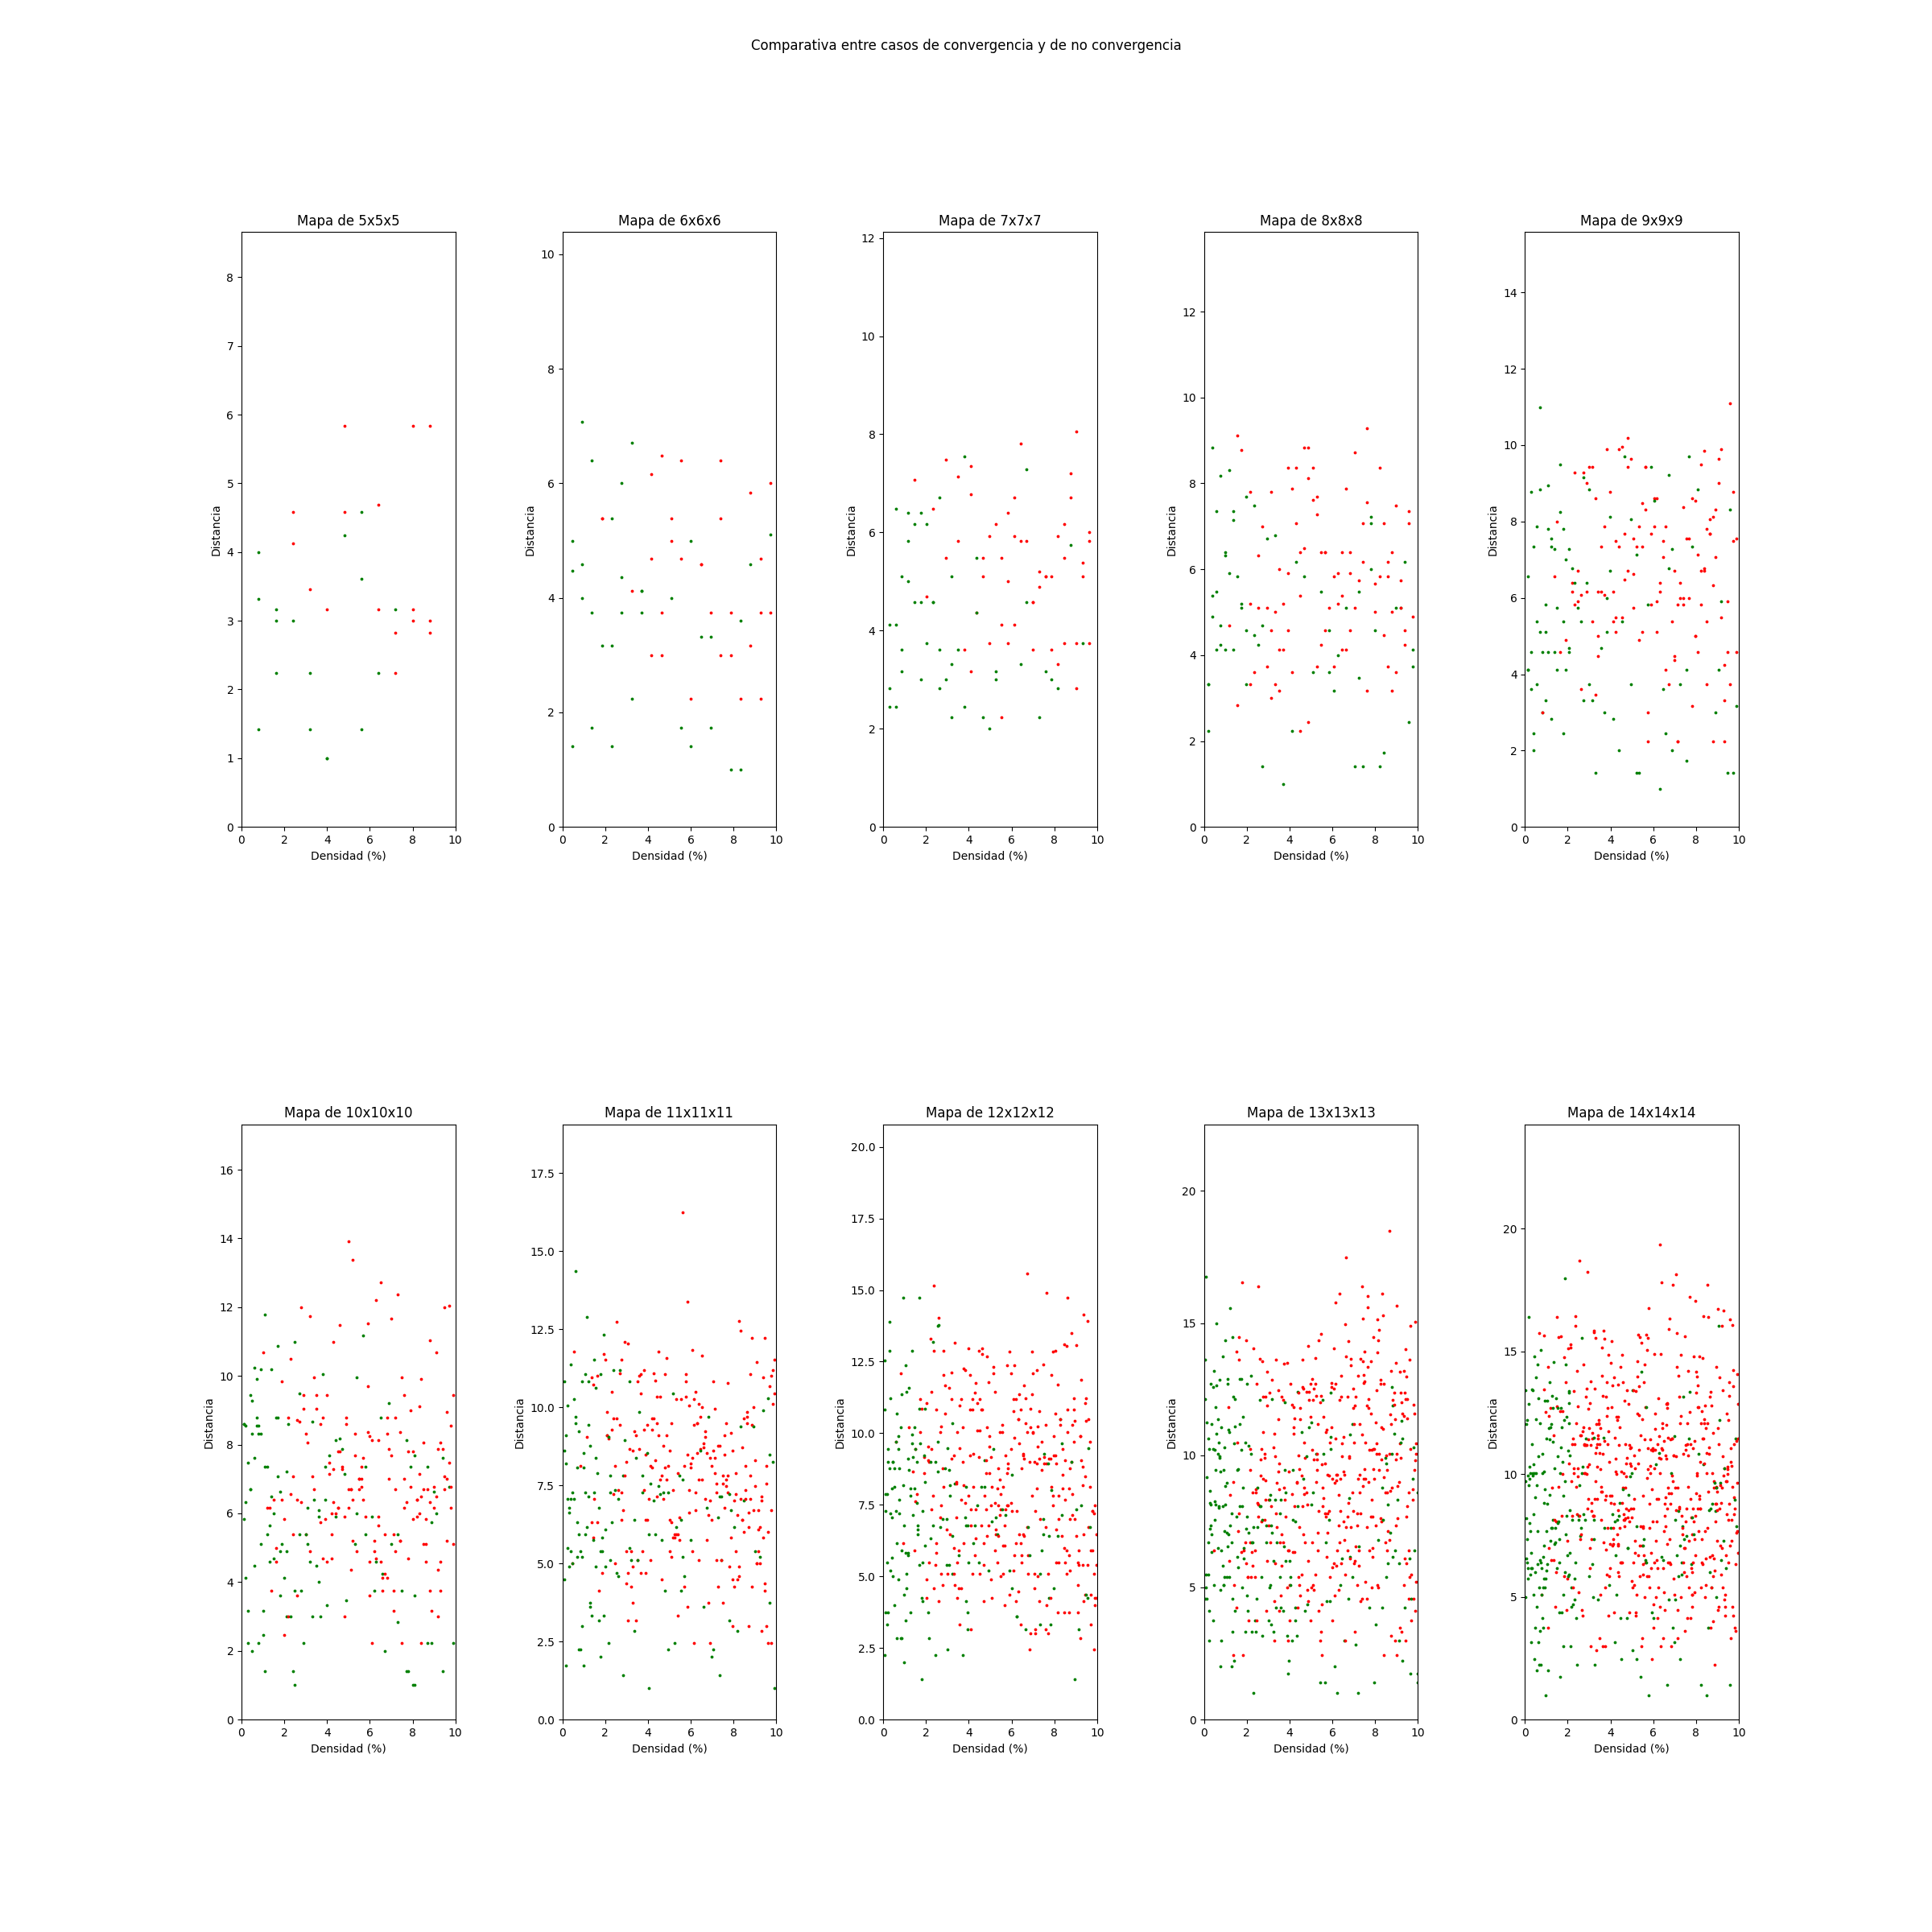 Comparativa entre casos de convergencia y de no convergencia
Mapa de 5x5x5
8
7
6
5
4
3
2
1
0
Distancia
0 2 4 6 8 10
Densidad (%)
Mapa de 6x6x6
10
8
6
4
2
0
Distancia
0 2 4 6 8 10
Densidad (%)
Mapa de 7x7x7
12
10
8
6
4
2
0
Distancia
0 2 4 6 8 10
Densidad (%)
Mapa de 8x8x8
12
10
8
6
4
2
0
Distancia
0 2 4 6 8 10
Densidad (%)
Mapa de 9x9x9
14
12
10
8
6
4
2
0
Distancia
0 2 4 6 8 10
Densidad (%)
Mapa de 10x10x10
16
14
12
10
8
6
4
2
0
Distancia
0 2 4 6 8 10
Densidad (%)
Mapa de 11x11x11
17.5
15.0
12.5
10.0
7.5
5.0
2.5
0.0
Distancia
0 2 4 6 8 10
Densidad (%)
Mapa de 12x12x12
20.0
17.5
15.0
12.5
10.0
7.5
5.0
2.5
0.0
Distancia
0 2 4 6 8 10
Densidad (%)
Mapa de 13x13x13
20
15
10
5
0
Distancia
0 2 4 6 8 10
Densidad (%)
Mapa de 14x14x14
20
15
10
5
0
Distancia
0 2 4 6 8 10
Densidad (%)